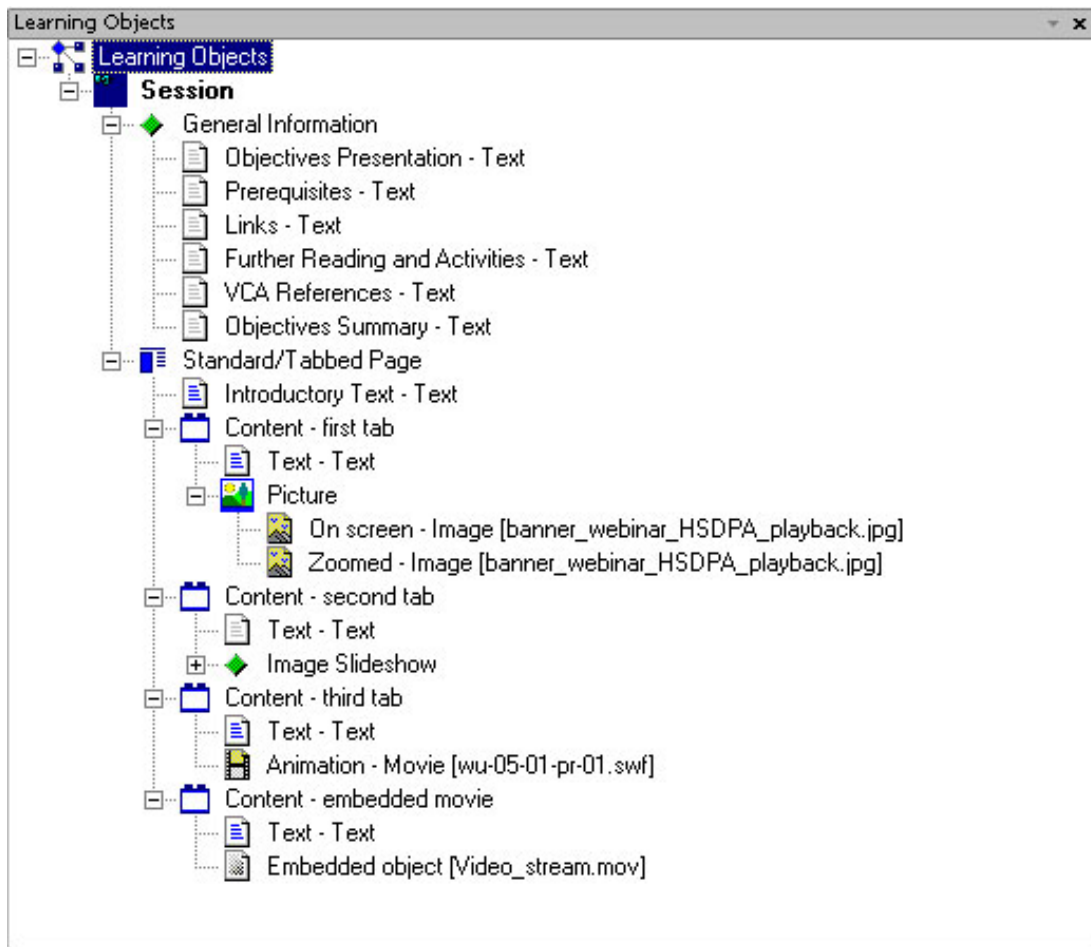 Learning Objects
Learning Objects
Session
General Information
Objectives Presentation - Text
Prerequisites - Text
Links - Text
Further Reading and Activities - Text
VCA References - Text
Objectives Summary - Text
Standard/Tabbed Page
Introductory Text - Text
Content - first tab
Text - Text
Picture
On screen - Image [banner_webinar_HSDPA_playback.jpg]
Zoomed - Image [banner_webinar_HSDPA_playback.jpg]
Content - second tab
Text - Text
Image Slideshow
Content - third tab
Text - Text
Animation - Movie [wu-05-01-pr-01.swf]
Content - embedded movie
Text - Text
Embedded object [Video_stream.mov]